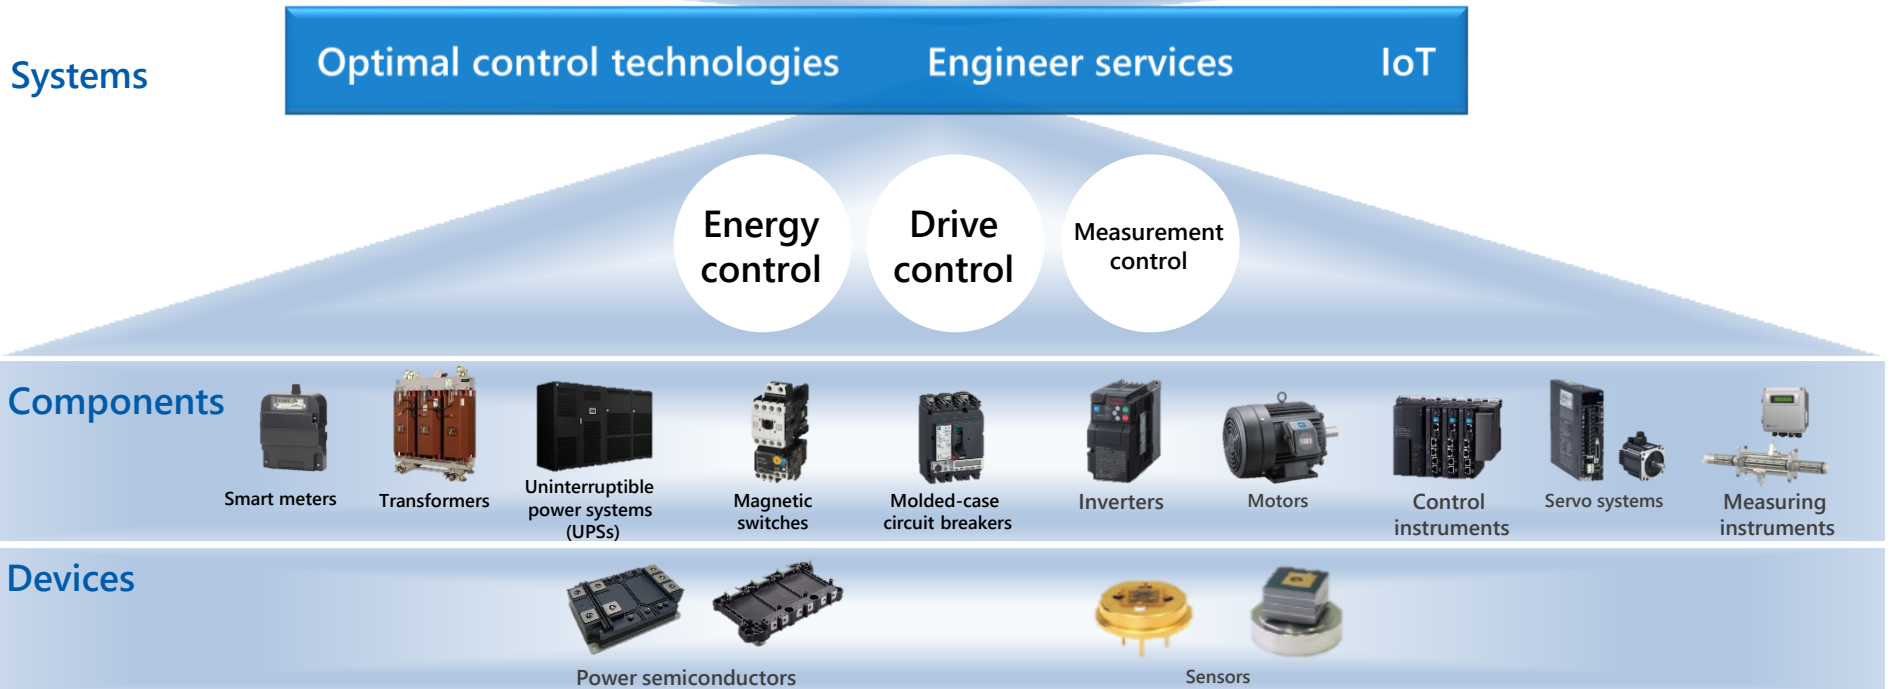 Systems
Optimal control technologies
Engineer services
IoT
Energy
control
Drive
control
Measurement
control
Components
Smart meters
Transformers
Uninterruptible
power systems
(UPSs)
Magnetic
switches
Molded-case
circuit breakers
Inverters
Motors
Control
instruments
Servo systems
Measuring
instruments
Devices
Power semiconductors
Sensors